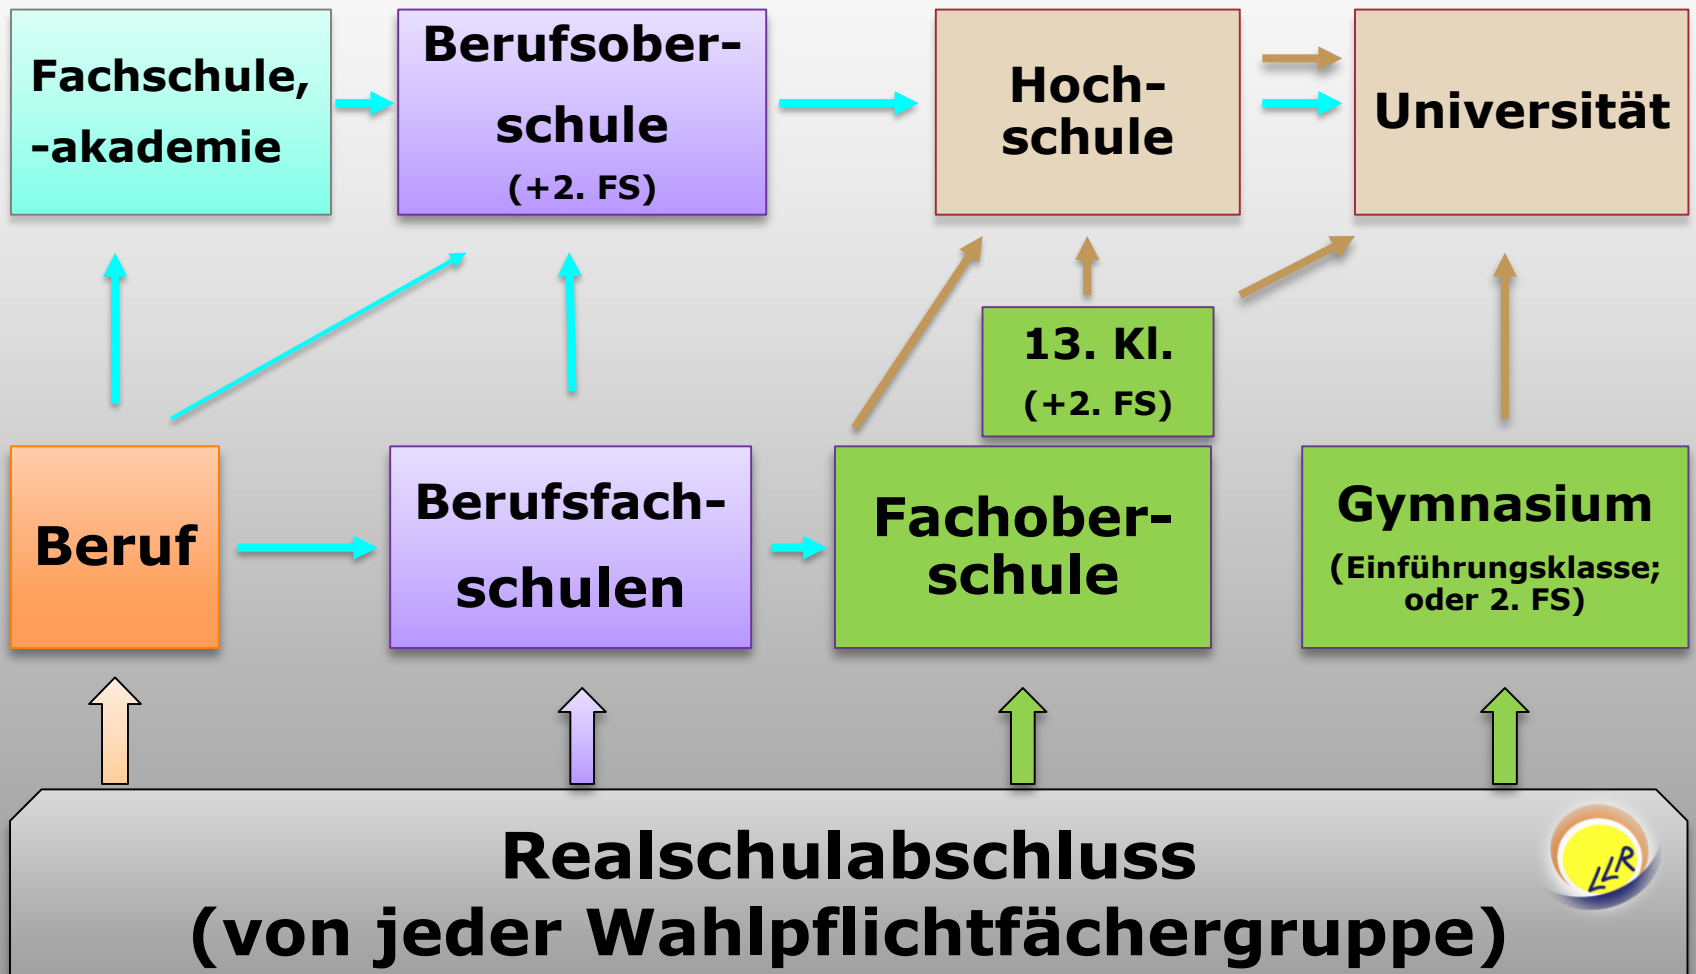 Fachschule,
-akademie
Berufsober-
schule
(+2. FS)
Hoch-
schule
Universität
13. Kl.
(+2. FS)
Beruf
Berufsfach-
schulen
Fachober-
schule
Gymnasium
(Einführungsklasse;
oder 2. FS)
Realschulabschluss
(von jeder Wahlpflichtfächergruppe)
LLR